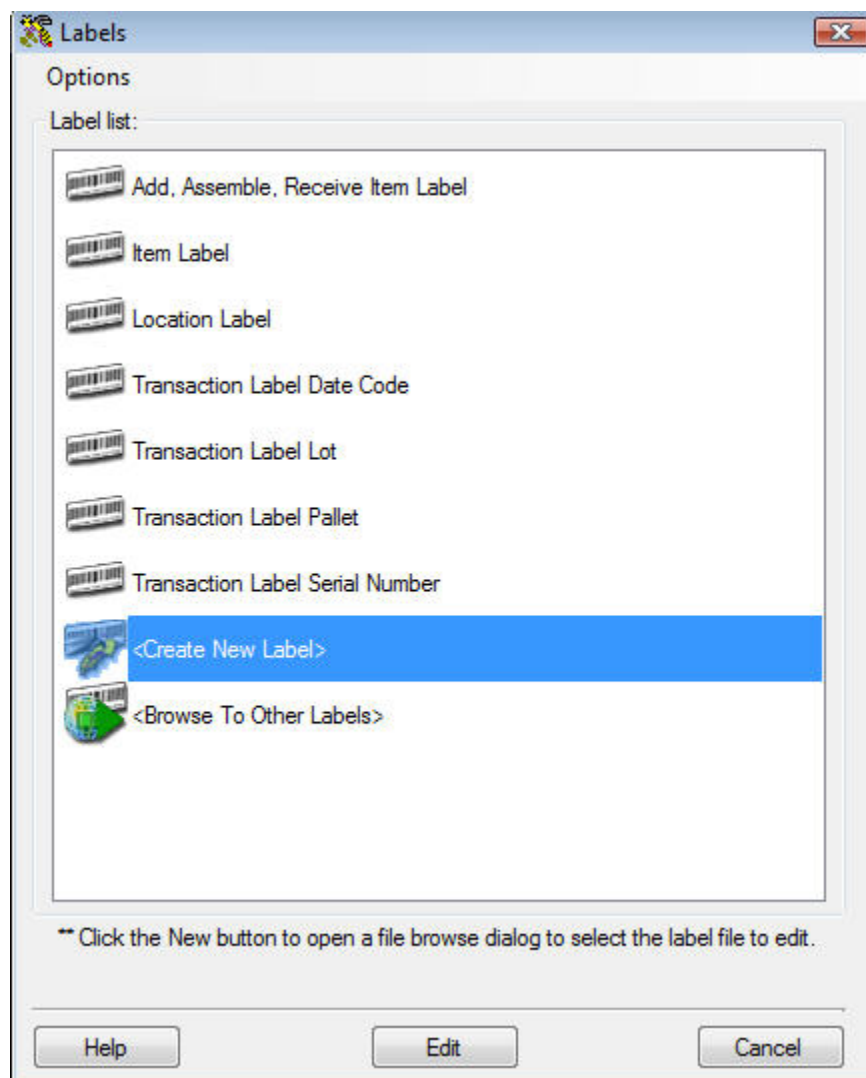 Labels
Options
Label list:
Add, Assemble, Receive Item Label
Item Label
Location Label
Transaction Label Date Code
Transaction Label Lot
Transaction Label Pallet
Transaction Label Serial Number
<Create New Label>
<Browse To Other Labels>
** Click the New button to open a file browse dialog to select the label file to edit.
Help Edit Cancel